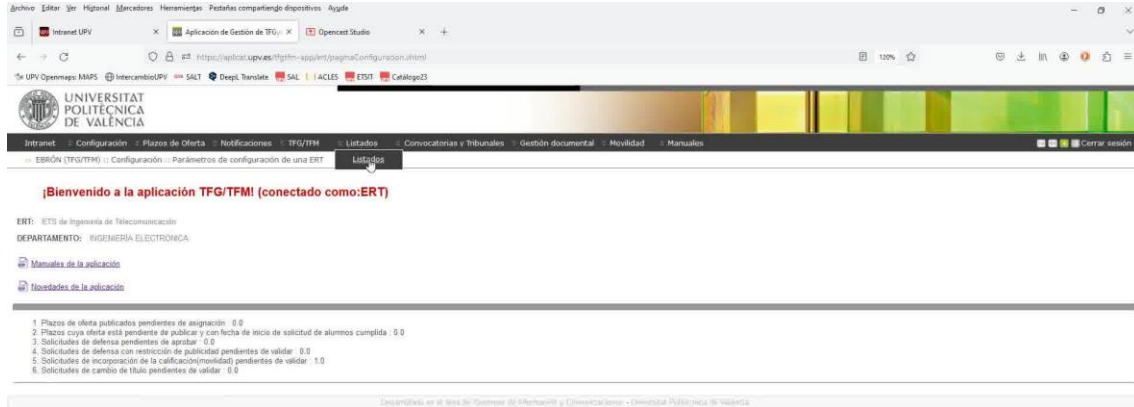 Archivo Editar Ver Historial Marcadores Herramientas Pestañas compartiendo dispositivos Ayuda
Intranet UPV × Aplicación de Gestión de TFG × Opencast Studio × +
https://aplicat.upv.es/tfgtfm-app/ent/paginaConfiguration.xhtml 120%
UPV Openmaps: MAPS IntercambioUPV SALT DeepL Translate SAL ACLES ETSIT Catálogo23
UNIVERSITAT
POLITÈCNICA
DE VALÈNCIA
Intranet Configuración Plazos de Oferta Notificaciones TFG/TFM Listados Convocatorias y Tribunales Gestión documental Movilidad Manuales Cerrar sesión
EBRÓN (TFG/TFM) :: Configuración :: Parámetros de configuración de una ERT Listados
¡Bienvenido a la aplicación TFG/TFM! (conectado como:ERT)
ERT: ETS de Ingeniería de Telecomunicación
DEPARTAMENTO: INGENIERÍA ELECTRÓNICA
Manuales de la aplicación
Novedades de la aplicación
1. Plazos de oferta publicados pendientes de asignación : 0.0
2. Plazos cuya oferta está pendiente de publicar y con fecha de inicio de solicitud de alumnos cumplida : 0.0
3. Solicitudes de defensa pendientes de aprobar : 0.0
4. Solicitudes de defensa con restricción de publicidad pendientes de validar : 0.0
5. Solicitudes de incorporación de la calificación(movilidad) pendientes de validar : 1.0
6. Solicitudes de cambio de título pendientes de validar : 0.0
Desarrollada en el área de Sistemas de Información y Comunicaciones - Universitat Politècnica de València